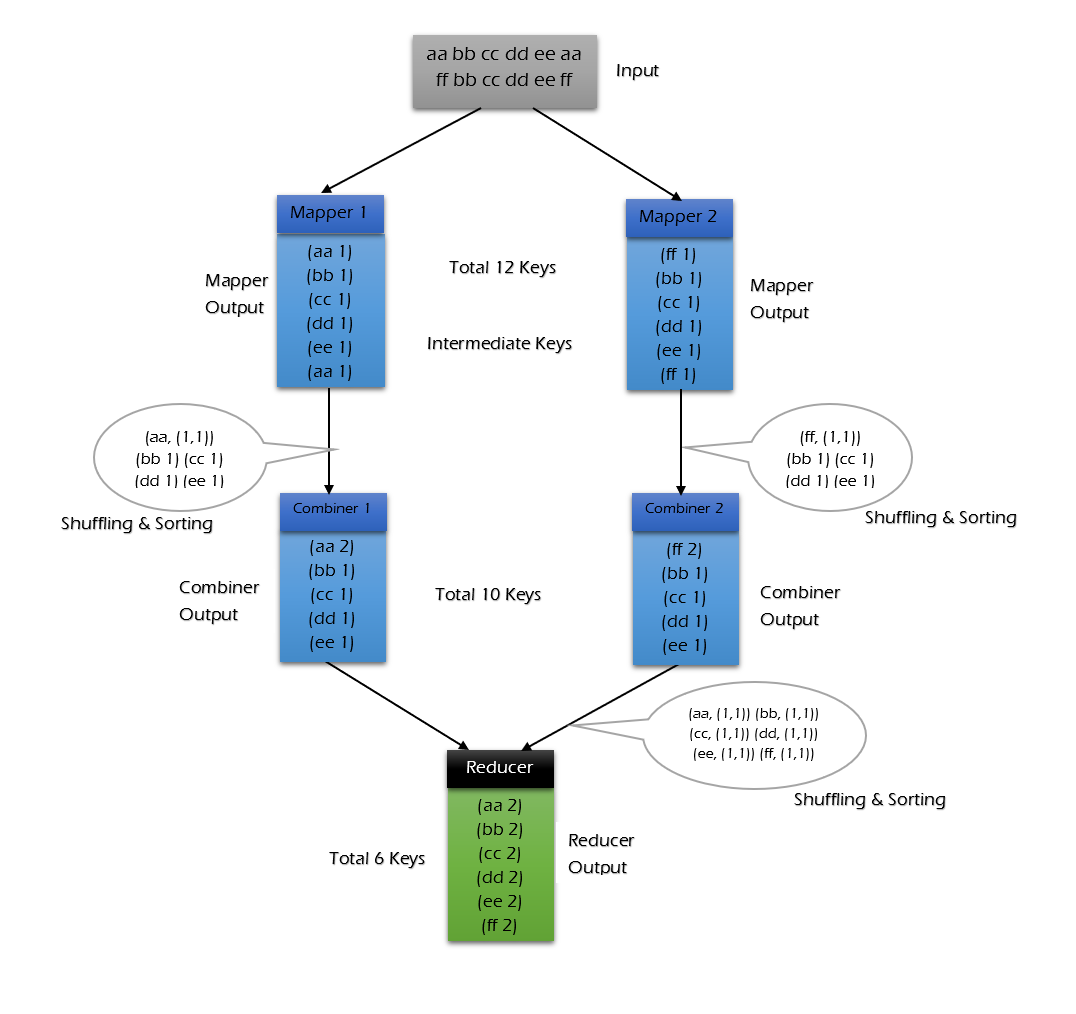 aa bb cc dd ee aa
ff bb cc dd ee ff
Input
Mapper 1
(aa 1)
(bb 1)
(cc 1)
(dd 1)
(ee 1)
(aa 1)
Mapper
Output
Total 12 Keys
Intermediate Keys
Mapper 2
(ff 1)
(bb 1)
(cc 1)
(dd 1)
(ee 1)
(ff 1)
Mapper
Output
(aa, (1,1))
(bb 1) (cc 1)
(dd 1) (ee 1)
Shuffling & Sorting
(ff, (1,1))
(bb 1) (cc 1)
(dd 1) (ee 1)
Shuffling & Sorting
Combiner 1
(aa 2)
(bb 1)
(cc 1)
(dd 1)
(ee 1)
Combiner
Output
Total 10 Keys
Combiner 2
(ff 2)
(bb 1)
(cc 1)
(dd 1)
(ee 1)
Combiner
Output
(aa, (1,1)) (bb, (1,1))
(cc, (1,1)) (dd, (1,1))
(ee, (1,1)) (ff, (1,1))
Shuffling & Sorting
Reducer
(aa 2)
(bb 2)
(cc 2)
(dd 2)
(ee 2)
(ff 2)
Total 6 Keys
Reducer
Output